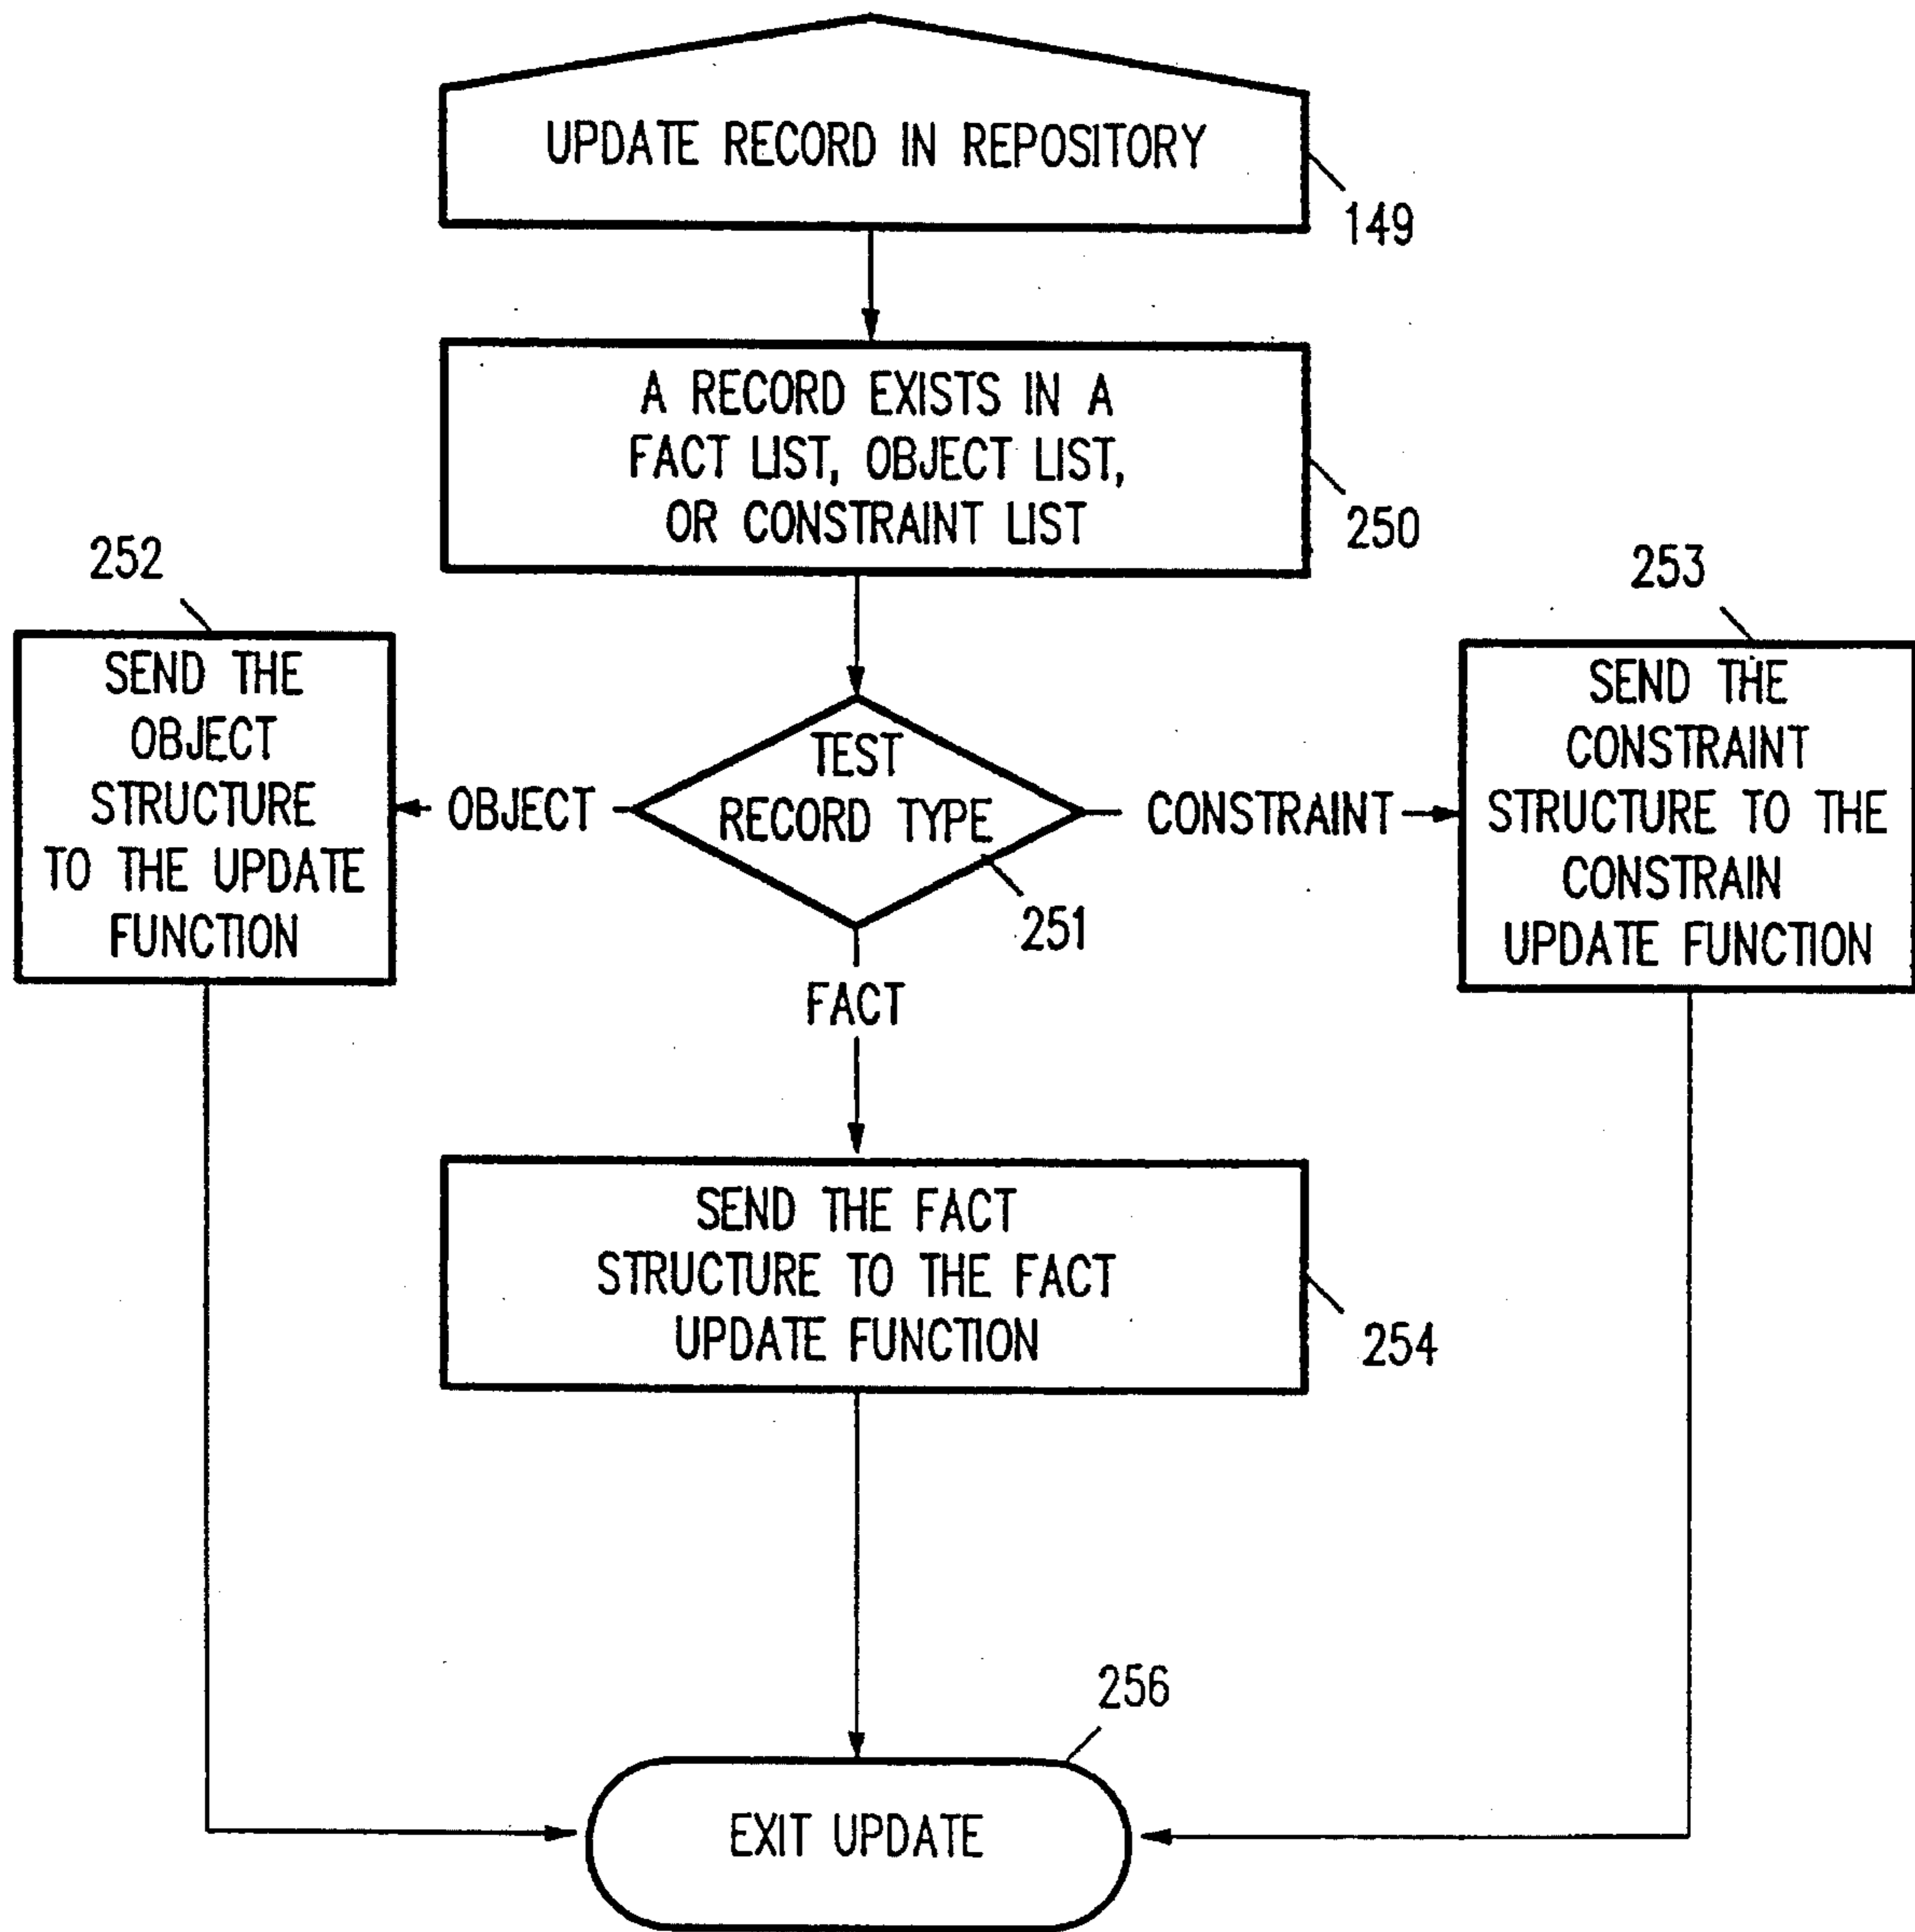 UPDATE RECORD IN REPOSITORY
149
A RECORD EXISTS IN A
FACT LIST, OBJECT LIST,
OR CONSTRAINT LIST
250
252
SEND THE
OBJECT
STRUCTURE
TO THE UPDATE
FUNCTION
OBJECT
TEST
RECORD TYPE
251
CONSTRAINT
253
SEND THE
CONSTRAINT
STRUCTURE TO THE
CONSTRAIN
UPDATE FUNCTION
FACT
SEND THE FACT
STRUCTURE TO THE FACT
UPDATE FUNCTION
254
256
EXIT UPDATE